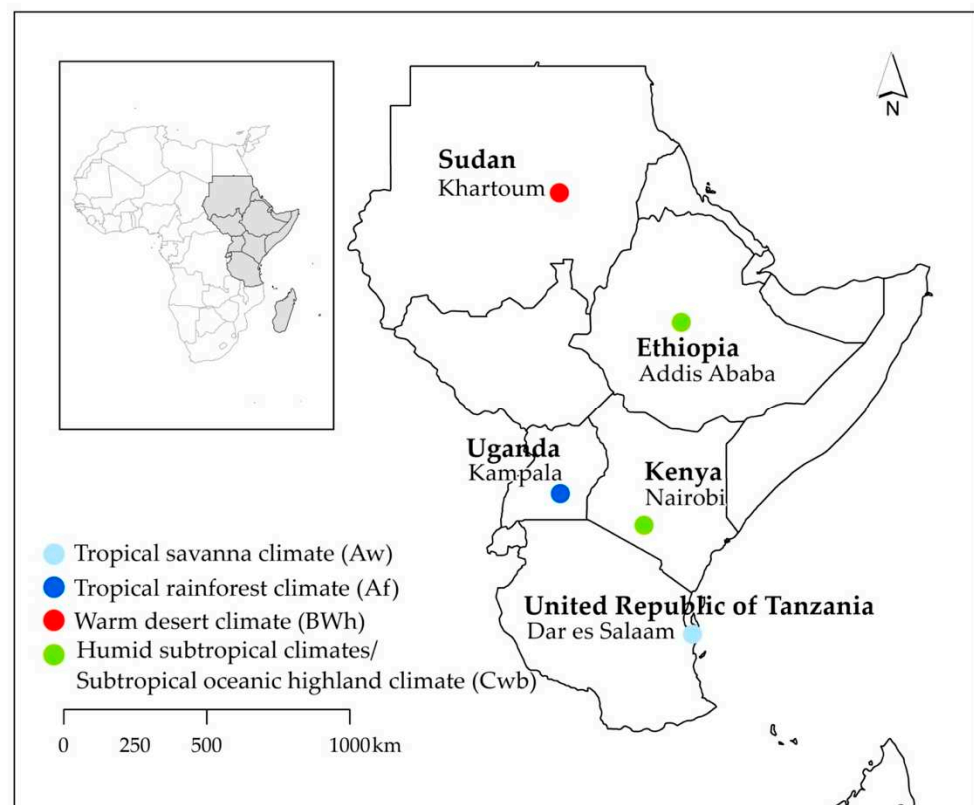 N
Sudan
Khartoum
Ethiopia
Addis Ababa
Uganda
Kampala
Kenya
Nairobi
United Republic of Tanzania
Dar es Salaam
Tropical savanna climate (Aw)
Tropical rainforest climate (Af)
Warm desert climate (BWh)
Humid subtropical climates/
Subtropical oceanic highland climate (Cwb)
0 250 500 1000 km